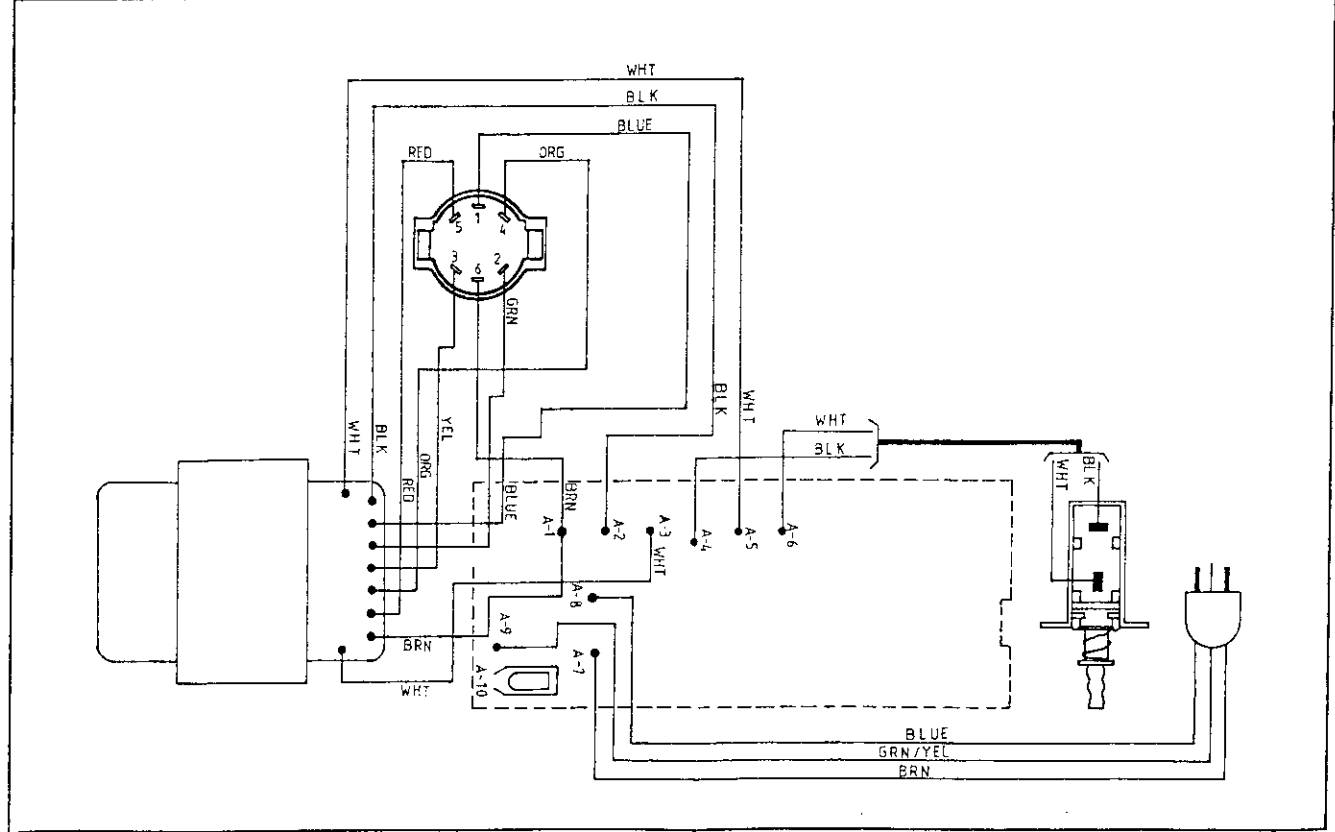 WHT
BLK
BLUE
RED
ORG
5
1
4
3
6
2
GRN
BLK
WHT
WHT
BLK
YEL
ORG
RED
BLUE
BRN
WHT
BLK
WHT
BLK
A-1
A-2
A-3
A-4
A-5
A-6
WHT
A-8
A-9
A-7
A-10
BRN
WHT
BLUE
GRN/YEL
BRN